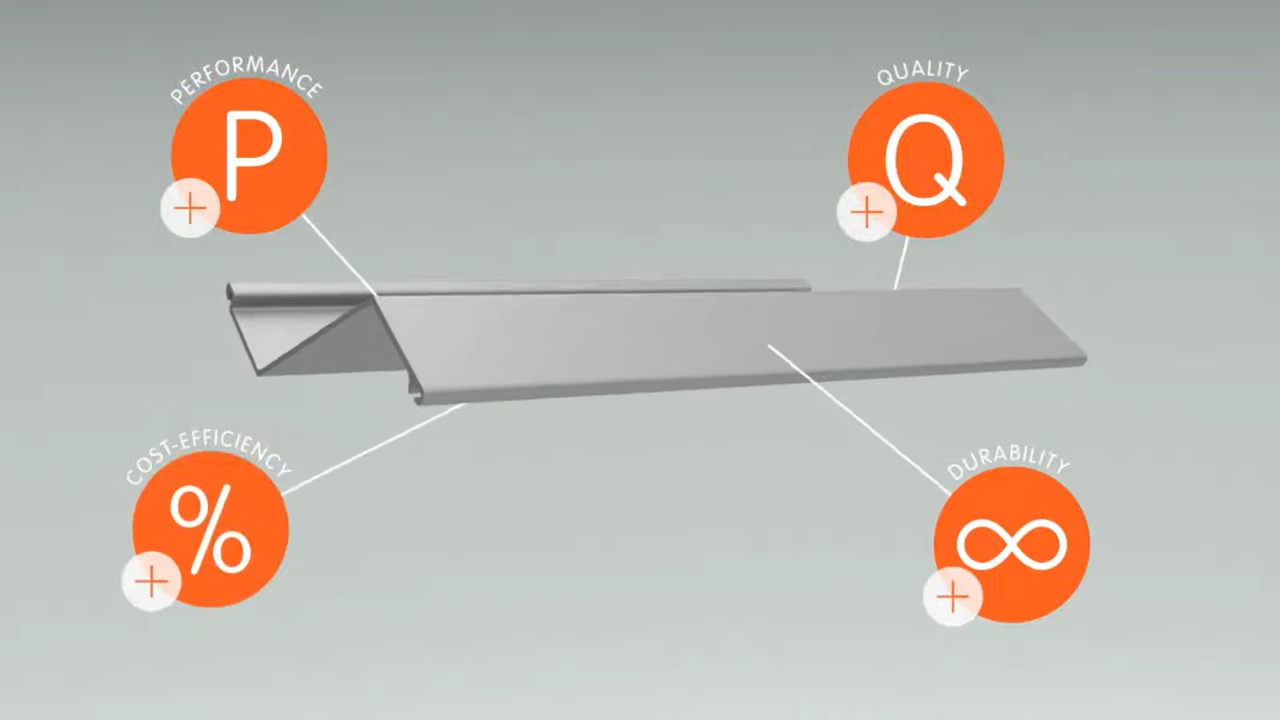 PERFORMANCE
P
QUALITY
Q
COST-EFFICIENCY
%
DURABILITY
∞